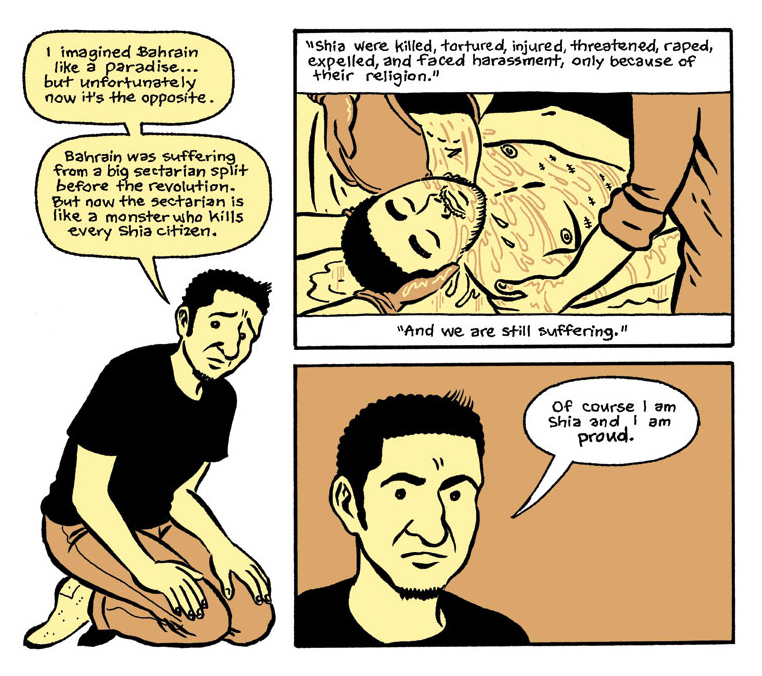 I imagined Bahrain
like a paradise...
but unfortunately
now it's the opposite.
Bahrain was suffering
from a big sectarian split
before the revolution.
But now the sectarian is
like a monster who kills
every Shia citizen.
"Shia were killed, tortured, injured, threatened, raped,
expelled, and faced harassment, only because of
their religion."
"And we are still suffering."
Of course I am
Shia and I am
proud.